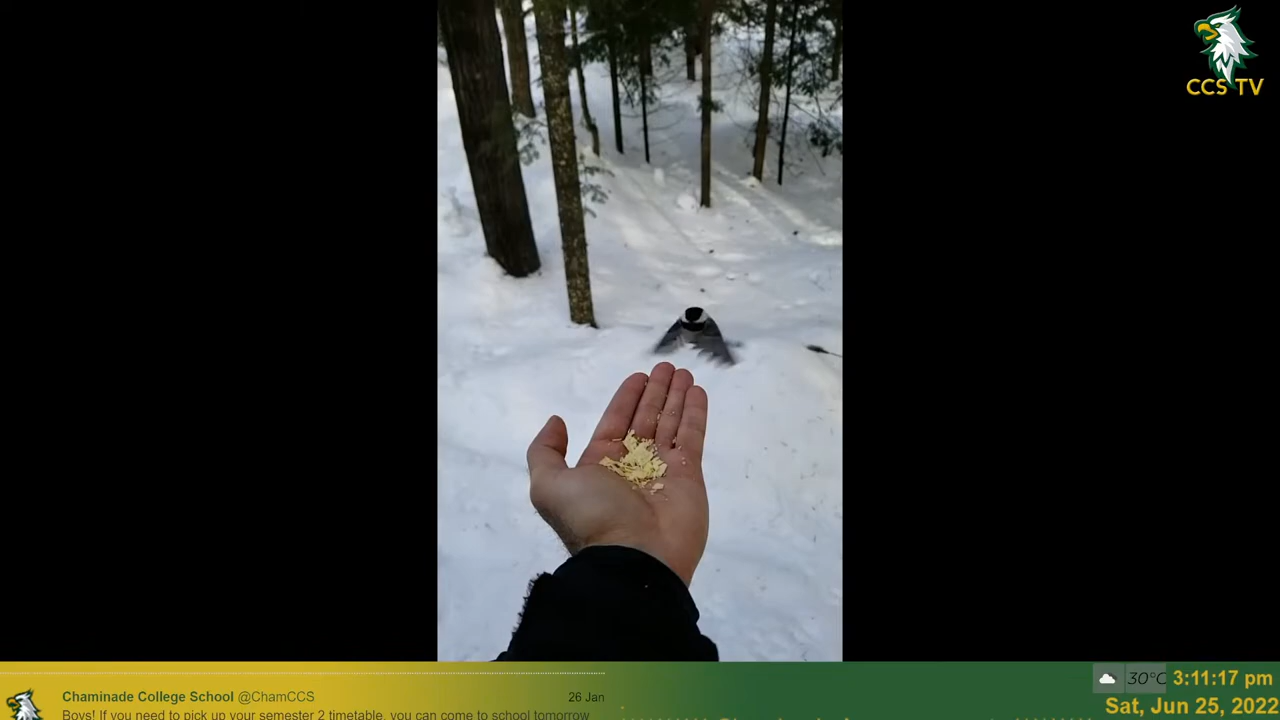 CCS TV
Chaminade College School @ChamCCS
26 Jan
Boys! If you need to pick up your semester 2 timetable, you can come to school tomorrow
30°C
3:11:17 pm
Sat, Jun 25, 2022